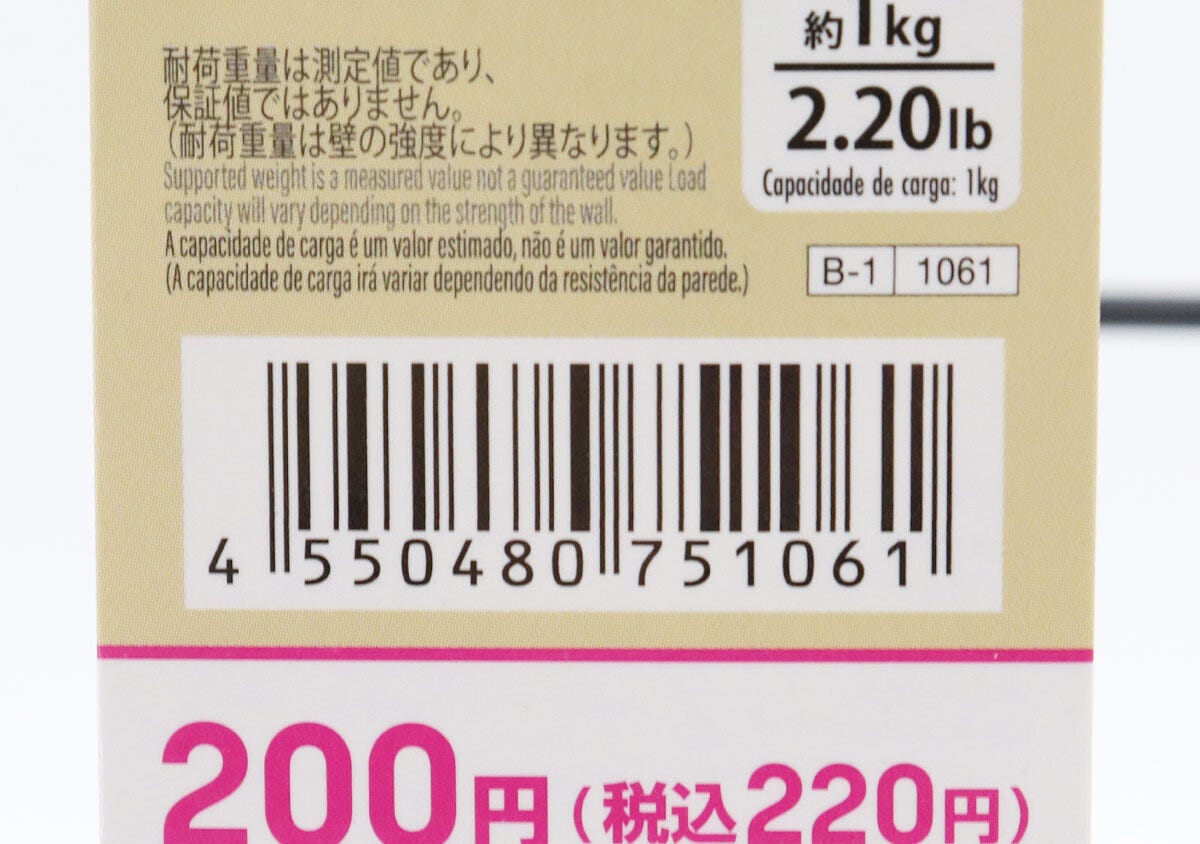 耐荷重量は測定値であり、
保証値ではありません。
（耐荷重量は壁の強度により異なります。）
Supported weight is a measured value not a guaranteed value Load
capacity will vary depending on the strength of the wall.
A capacidade de carga é um valor estimado, não é um valor garantido.
(A capacidade de carga irá variar dependendo da resistência da parede.)
約1kg
2.20lb
Capacidade de carga: 1kg
B-1 1061
4 550480 751061
200円（税込220円）